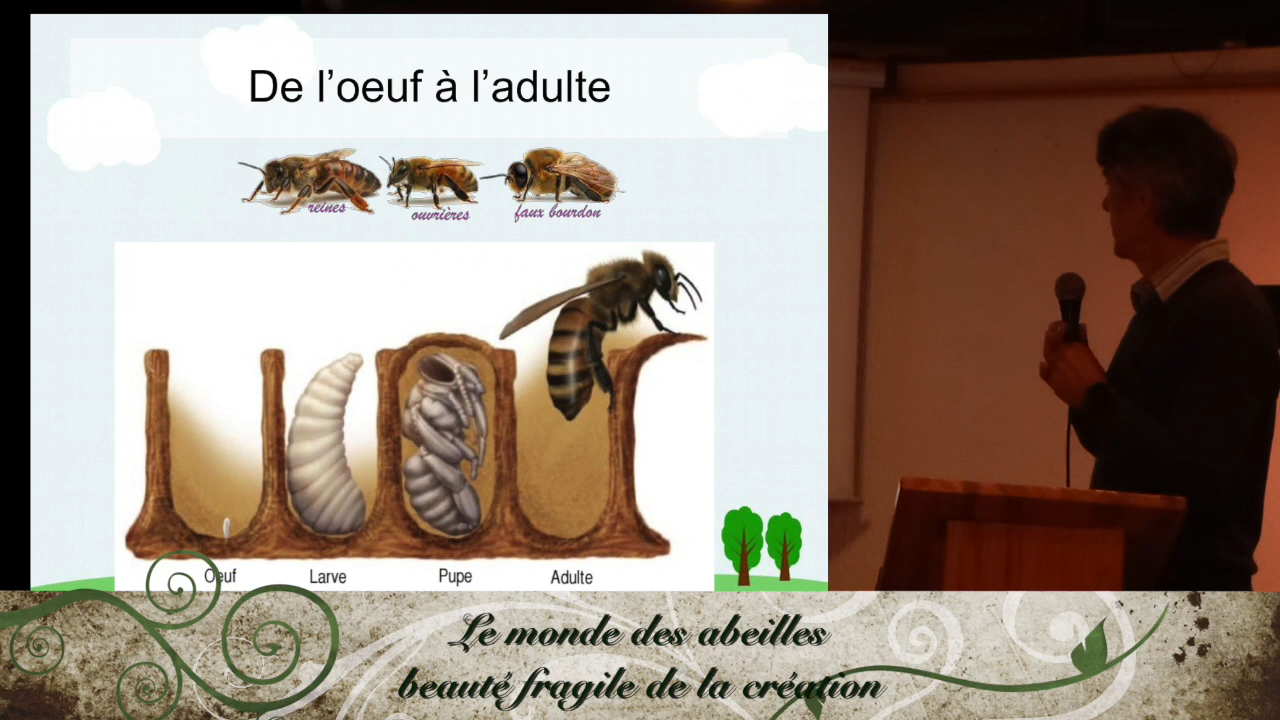 De l'oeuf à l'adulte
reines
ouvrières
faux bourdon
Oeuf
Larve
Pupe
Adulte
Le monde des abeilles
beauté fragile de la création